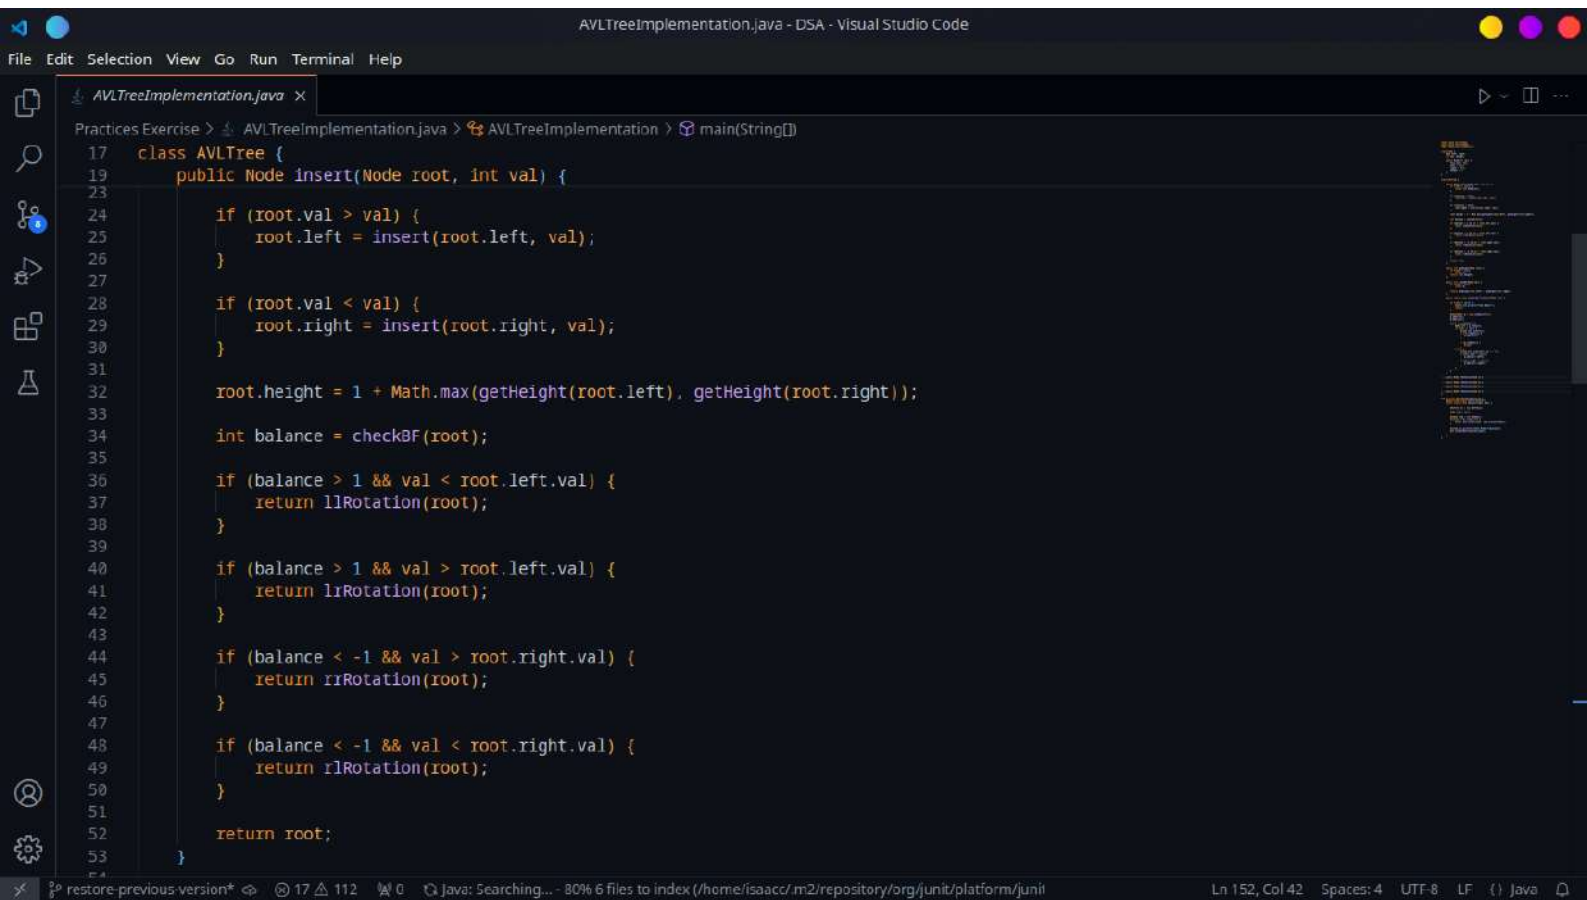 AVLTreeImplementation.java - DSA - Visual Studio Code
File Edit Selection View Go Run Terminal Help
AVLTreeImplementation.java
Practices Exercise > AVLTreeImplementation.java > AVLTreeImplementation > main(String[])
17 class AVLTree {
19 public Node insert(Node root, int val) {
23
24 if (root.val > val) {
25 root.left = insert(root.left, val);
26 }
27
28 if (root.val < val) {
29 root.right = insert(root.right, val);
30 }
31
32 root.height = 1 + Math.max(getHeight(root.left), getHeight(root.right));
33
34 int balance = checkBF(root);
35
36 if (balance > 1 && val < root.left.val) {
37 return llRotation(root);
38 }
39
40 if (balance > 1 && val > root.left.val) {
41 return lrRotation(root);
42 }
43
44 if (balance < -1 && val > root.right.val) {
45 return rrRotation(root);
46 }
47
48 if (balance < -1 && val < root.right.val) {
49 return rlRotation(root);
50 }
51
52 return root;
53 }
restore-previous-version* 17 112 0 Java: Searching... - 80% 6 files to index (/home/isaacc/.m2/repository/org/junit/platform/junit Ln 152, Col 42 Spaces: 4 UTF-8 LF {} Java